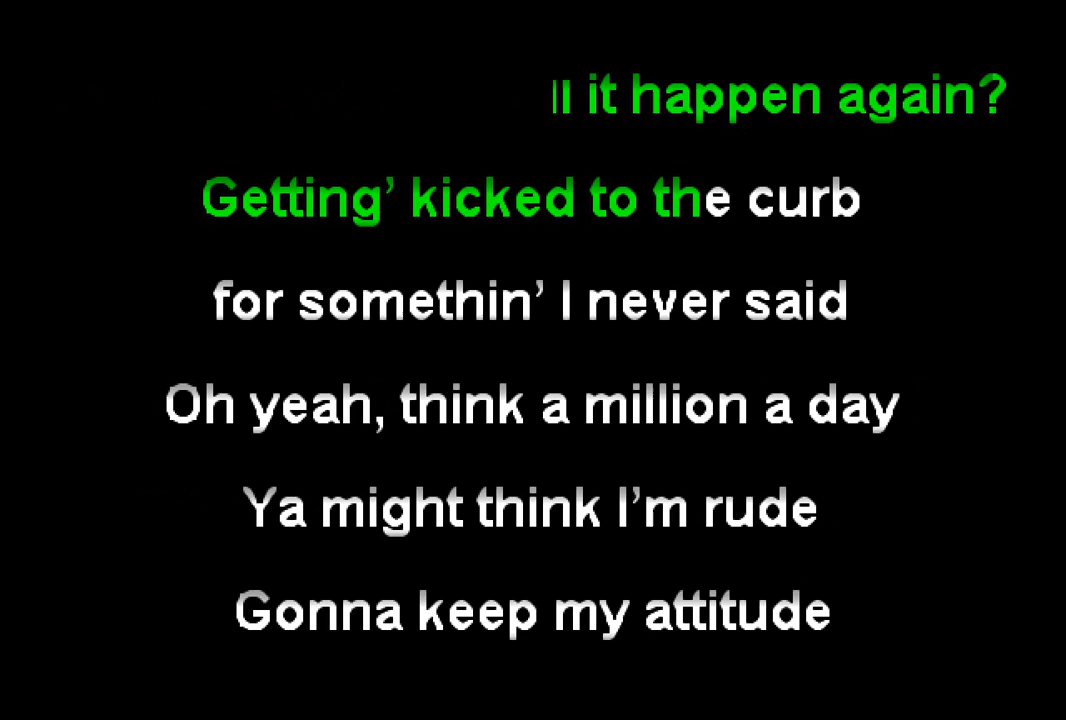 it happen again?
Getting’ kicked to the curb
for somethin’ I never said
Oh yeah, think a million a day
Ya might think I’m rude
Gonna keep my attitude